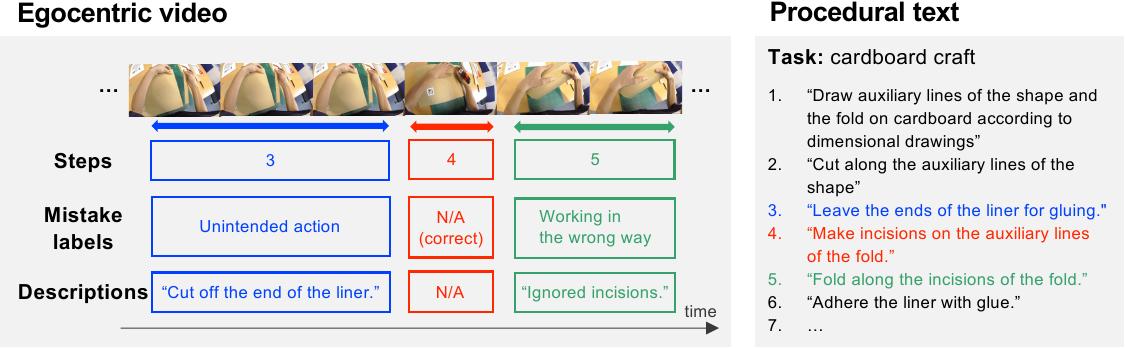 Egocentric video
... ...
Steps 3 4 5
Mistake labels
Unintended action
N/A (correct)
Working in the wrong way
Descriptions "Cut off the end of the liner." N/A "Ignored incisions."
time
Procedural text
Task: cardboard craft
1. “Draw auxiliary lines of the shape and
the fold on cardboard according to
dimensional drawings”
2. “Cut along the auxiliary lines of the
shape”
3. “Leave the ends of the liner for gluing."
4. “Make incisions on the auxiliary lines
of the fold.”
5. “Fold along the incisions of the fold.”
6. “Adhere the liner with glue.”
7. ...